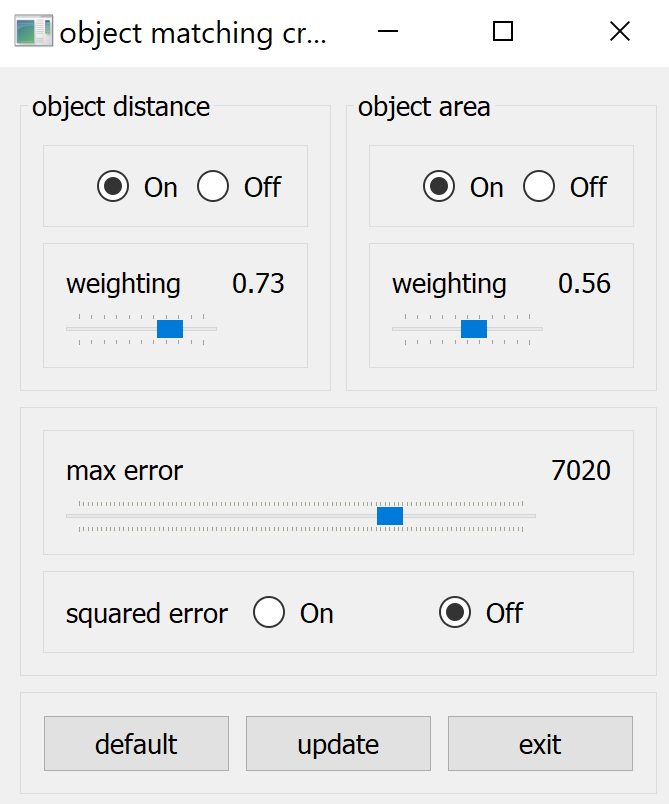 object matching cr...
object distance
On Off
weighting 0.73
object area
On Off
weighting 0.56
max error 7020
squared error On Off
default update exit